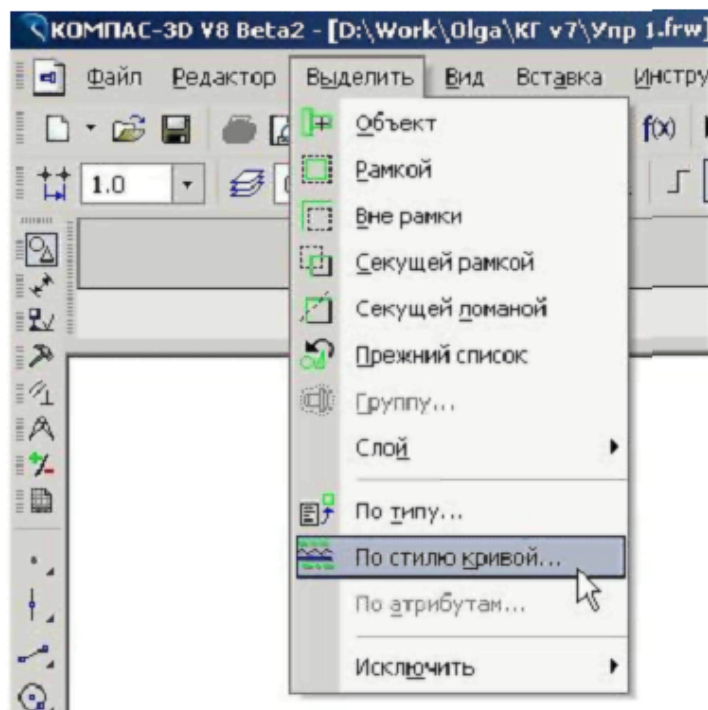 КОМПАС-3D V8 Beta2 - [D:\Work\Olga\КГ v7\Упр 1.frw]
Файл Редактор Выделить Вид Вставка Инстру
f(x)
1.0
Объект
Рамкой
Вне рамки
Секущей рамкой
Секущей ломаной
Прежний список
Группу...
Слой
По типу...
По стилю кривой...
По атрибутам...
Исключить